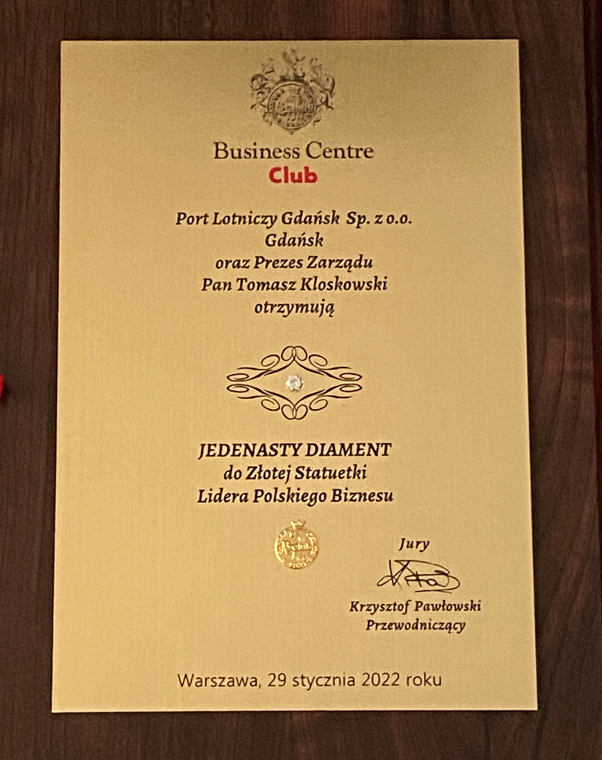 Business Centre
Club
Port Lotniczy Gdańsk Sp. z o.o.
Gdańsk
oraz Prezes Zarządu
Pan Tomasz Kloskowski
otrzymują
JEDENASTY DIAMENT
do Złotej Statuetki
Lidera Polskiego Biznesu
Jury
Krzysztof Pawłowski
Przewodniczący
Warszawa, 29 stycznia 2022 roku